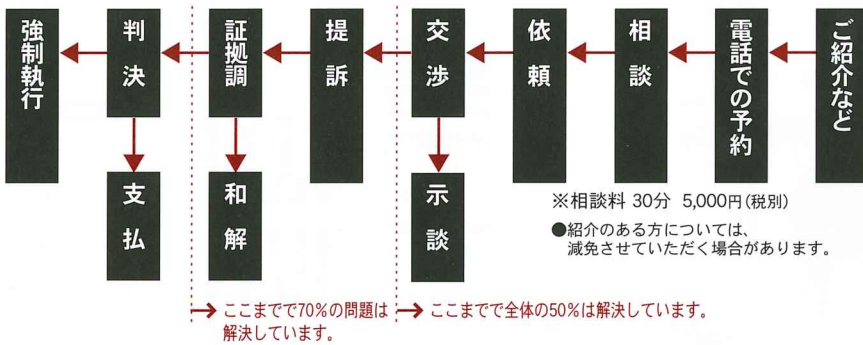 ご紹介など
電話での予約
相談
依頼
交渉
示談
提訴
証拠調
和解
判決
支払
強制執行
※相談料 30分 5,000円(税別)
●紹介のある方については、
減免させていただく場合があります。
ここまでで全体の50%は解決しています。
ここまでで70%の問題は
解決しています。